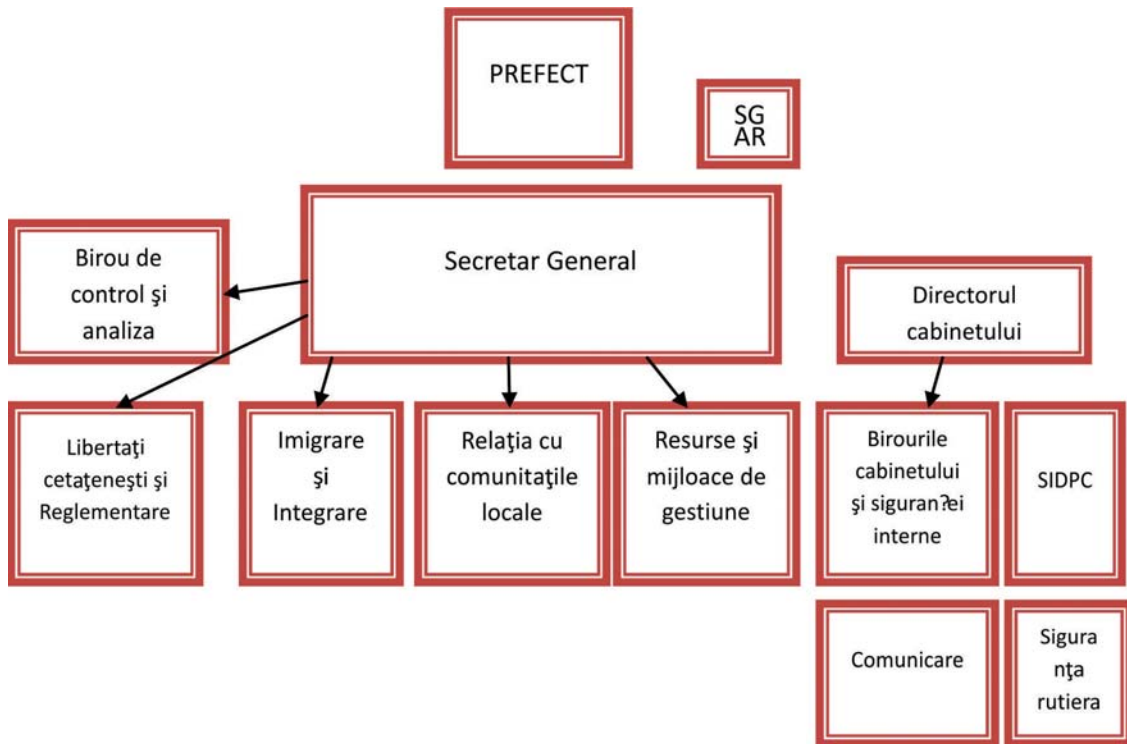 PREFECT
SG
AR
Secretar General
Birou de
control şi
analiza
Directorul
cabinetului
Libertaţi
cetaţeneşti şi
Reglementare
Imigrare
şi
Integrare
Relaţia cu
comunitaţile
locale
Resurse şi
mijloace de
gestiune
Birourile
cabinetului
şi siguran?ei
interne
SIDPC
Comunicare
Sigura
nţa
rutiera